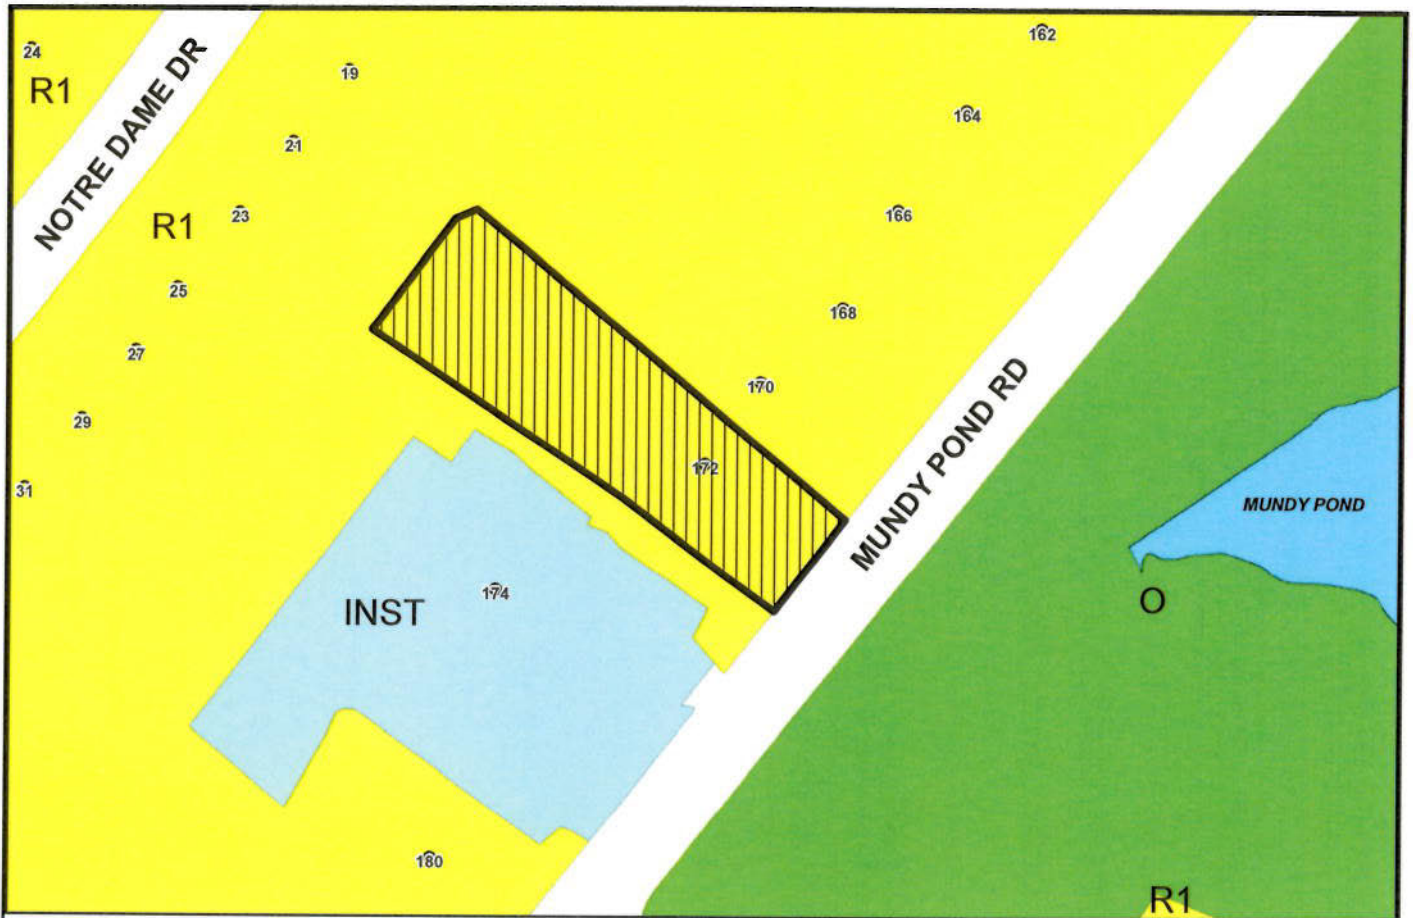 162
24
19
R1
NOTRE DAME DR
164
21
23
166
R1
25
168
27
170
MUNDY POND RD
29
172
31
MUNDY POND
174
O
INST
180
R1